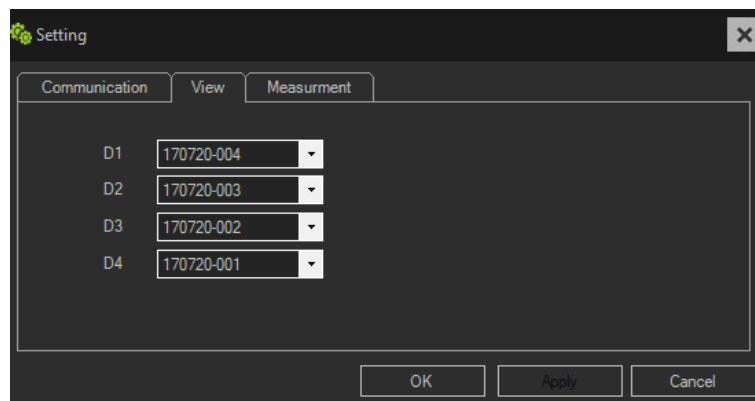 Setting
Communication View Measurment
D1 170720-004
D2 170720-003
D3 170720-002
D4 170720-001
OK Apply Cancel